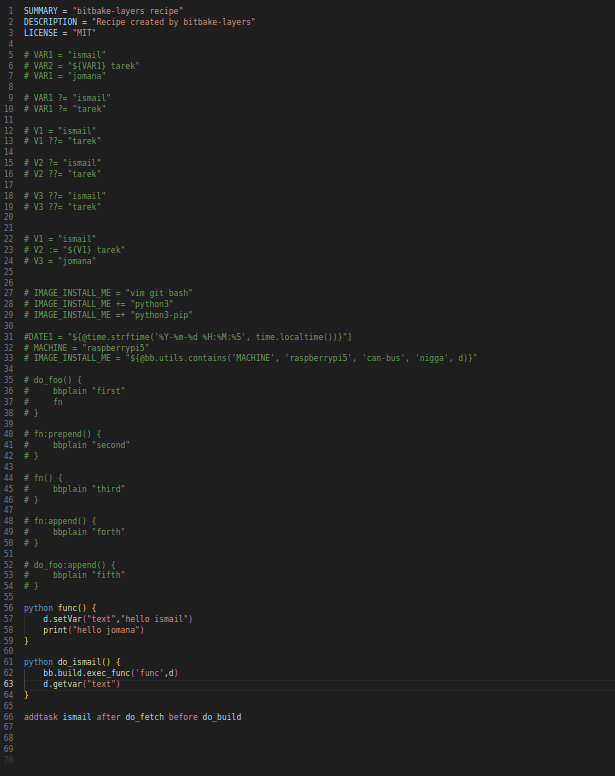 1 SUMMARY = "bitbake-layers recipe"
2 DESCRIPTION = "Recipe created by bitbake-layers"
3 LICENSE = "MIT"
4
5 # VAR1 = "ismail"
6 # VAR2 = "${VAR1} tarek"
7 # VAR1 = "jomana"
8
9 # VAR1 ?= "ismail"
10 # VAR1 ?= "tarek"
11
12 # V1 = "ismail"
13 # V1 ??= "tarek"
14
15 # V2 ?= "ismail"
16 # V2 ??= "tarek"
17
18 # V3 ??= "ismail"
19 # V3 ??= "tarek"
20
21
22 # V1 = "ismail"
23 # V2 := "${V1} tarek"
24 # V3 = "jomana"
25
26
27 # IMAGE_INSTALL_ME = "vim git bash"
28 # IMAGE_INSTALL_ME += "python3"
29 # IMAGE_INSTALL_ME =+ "python3-pip"
30
31 #DATE1 = "${@time.strftime('%Y-%m-%d %H:%M:%S', time.localtime())}"]
32 # MACHINE = "raspberrypi5"
33 # IMAGE_INSTALL_ME = "${@bb.utils.contains('MACHINE', 'raspberrypi5', 'can-bus', 'nigga', d)}"
34
35 # do_foo() {
36 #     bbplain "first"
37 #     fn
38 # }
39
40 # fn:prepend() {
41 #     bbplain "second"
42 # }
43
44 # fn() {
45 #     bbplain "third"
46 # }
47
48 # fn:append() {
49 #     bbplain "forth"
50 # }
51
52 # do_foo:append() {
53 #     bbplain "fifth"
54 # }
55
56 python func() {
57     d.setVar("text","hello ismail")
58     print("hello jomana")
59 }
60
61 python do_ismail() {
62     bb.build.exec_func('func',d)
63     d.getvar("text")
64 }
65
66 addtask ismail after do_fetch before do_build
67
68
69
70